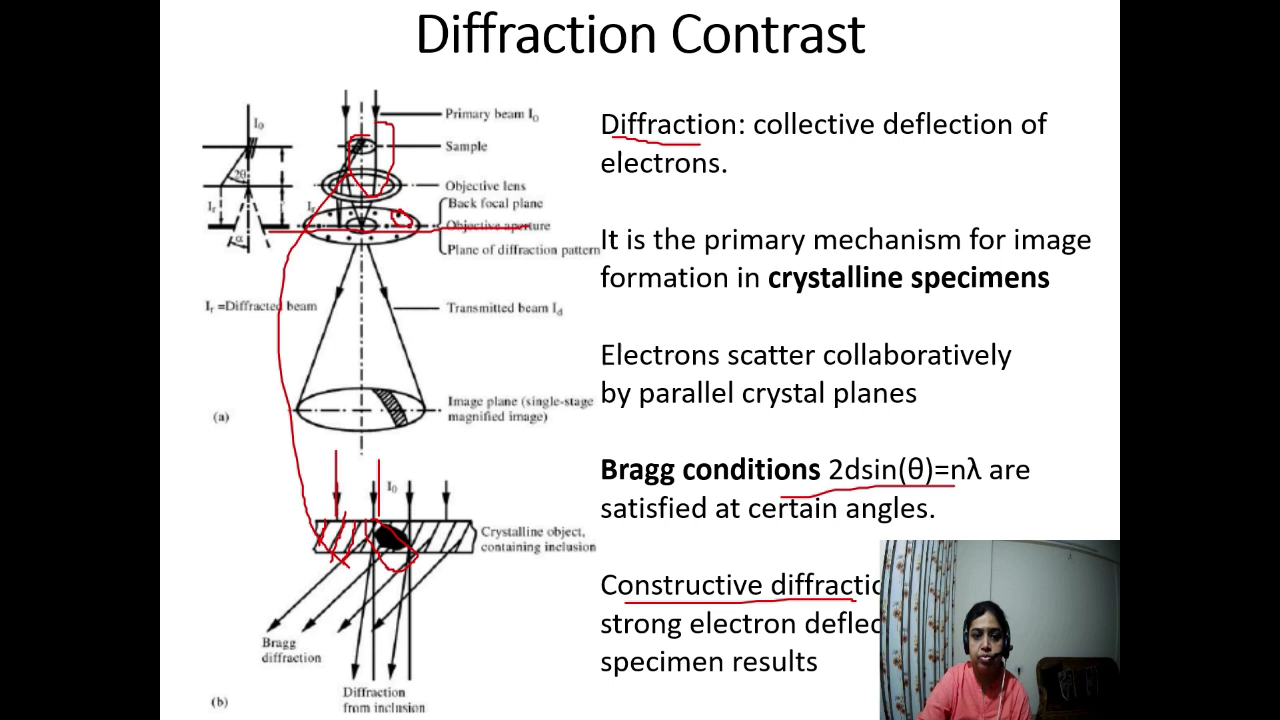 Diffraction Contrast
Primary beam I₀
I₀
Sample
2θ
Objective lens
Back focal plane
Iᵣ
Iᵣ
Objective aperture
α
Plane of diffraction pattern
Iᵣ =Diffracted beam
Transmitted beam I_d
Image plane (single-stage
magnified image)
(a)
I₀
Crystalline object,
containing inclusion
Bragg
diffraction
Diffraction
from inclusion
(b)
Diffraction: collective deflection of
electrons.
It is the primary mechanism for image
formation in crystalline specimens
Electrons scatter collaboratively
by parallel crystal planes
Bragg conditions 2dsin(θ)=nλ are
satisfied at certain angles.
Constructive
strong electron
specimen results